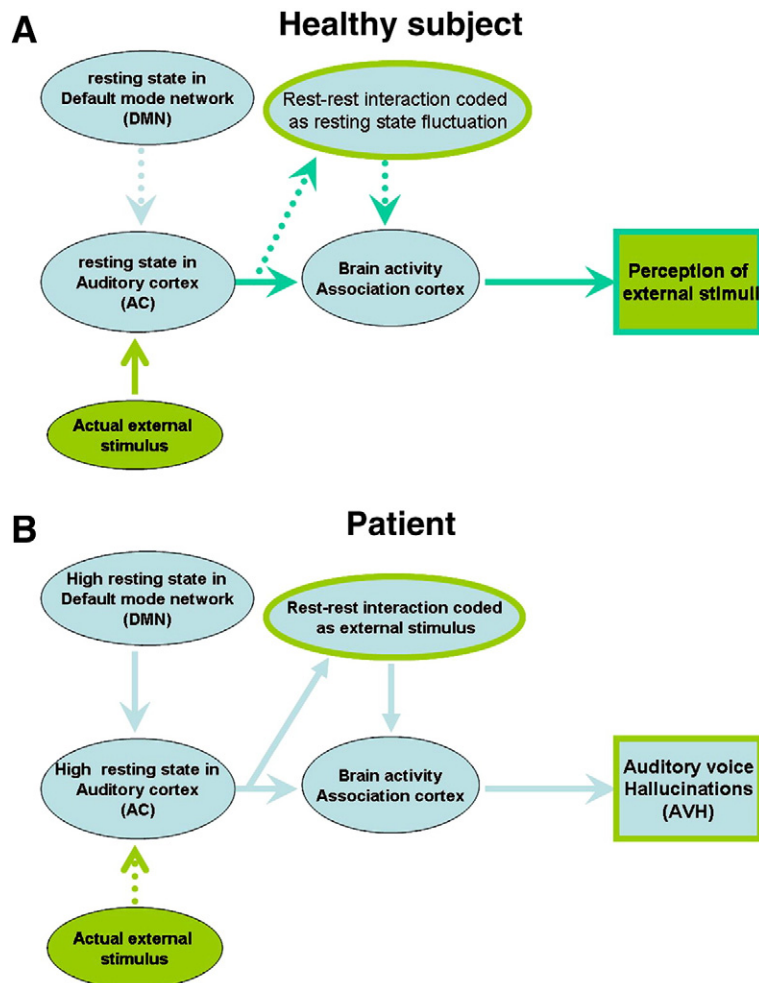 A
Healthy subject
resting state in
Default mode network
(DMN)
Rest-rest interaction coded
as resting state fluctuation
resting state in
Auditory cortex
(AC)
Brain activity
Association cortex
Perception of
external stimuli
Actual external
stimulus
B
Patient
High resting state in
Default mode network
(DMN)
Rest-rest interaction coded
as external stimulus
High resting state in
Auditory cortex
(AC)
Brain activity
Association cortex
Auditory voice
Hallucinations
(AVH)
Actual external
stimulus